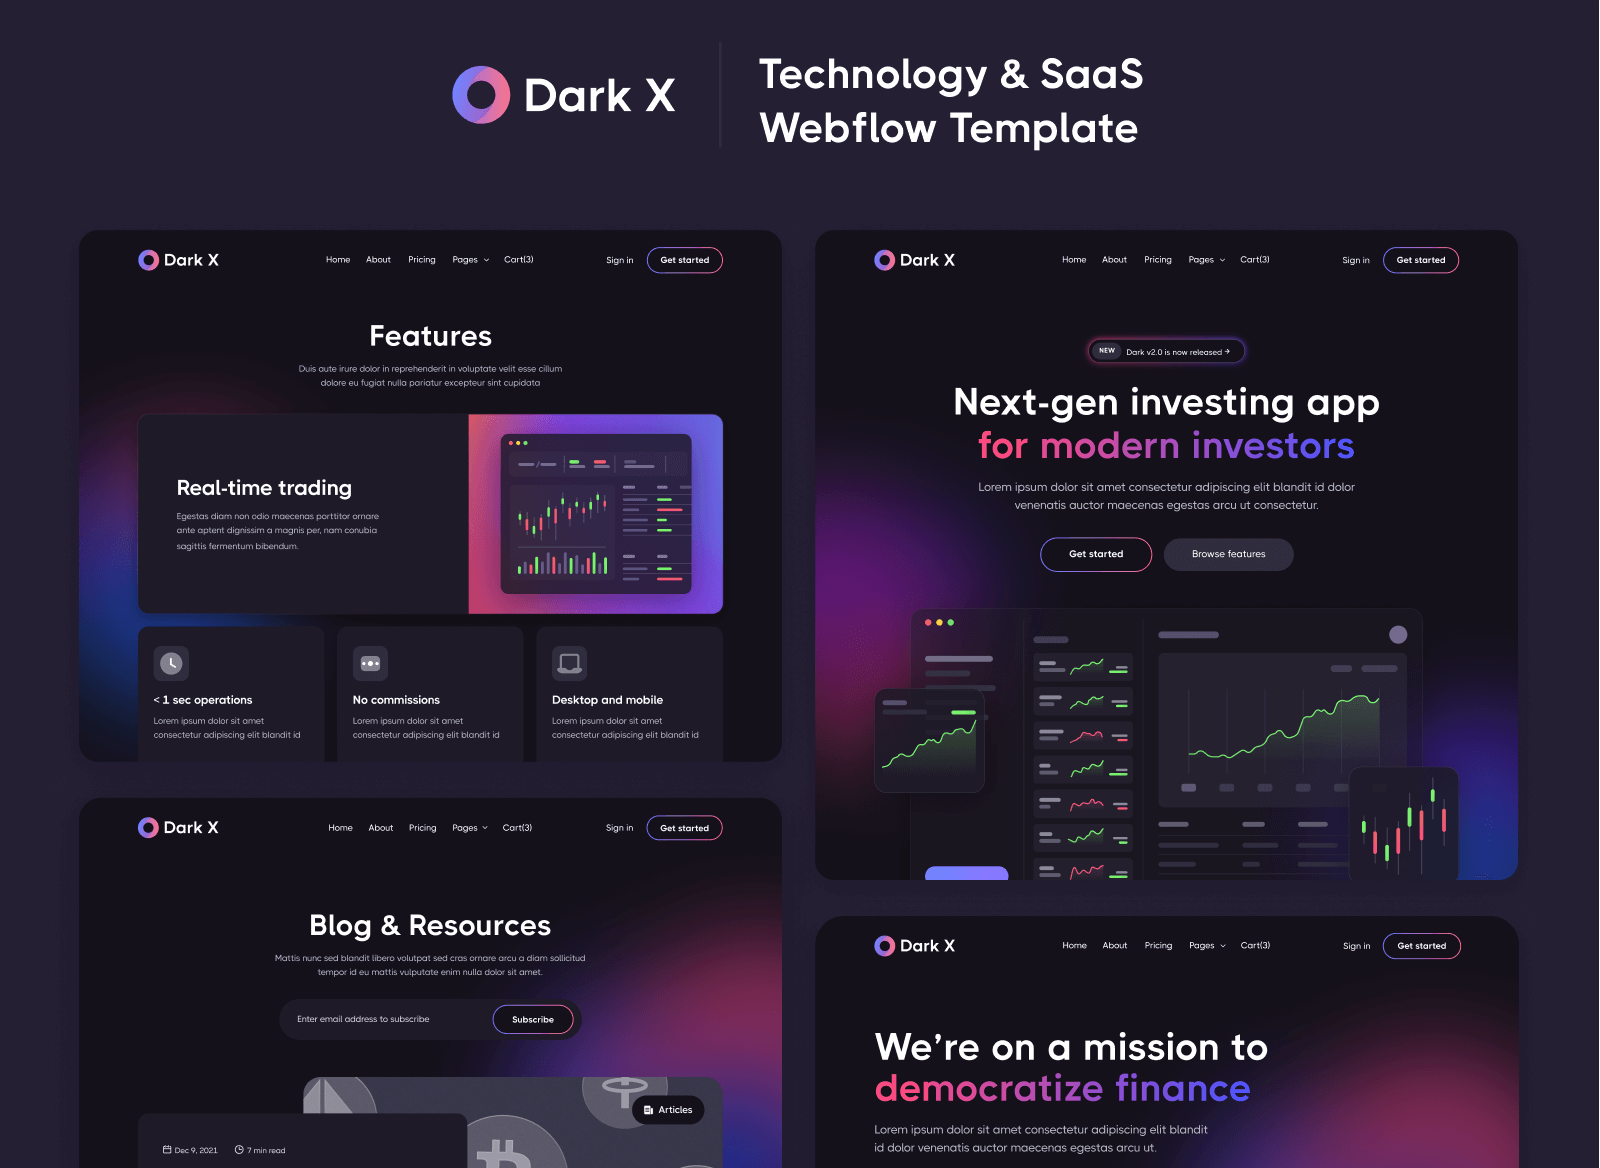 Dark X
Technology & SaaS
Webflow Template
Dark X
Home
About
Pricing
Pages
Cart(3)
Sign in
Get started
Features
Duis aute irure dolor in reprehenderit in voluptate velit esse cillum
dolore eu fugiat nulla pariatur excepteur sint cupidata
Real-time trading
Egestas diam non odio maecenas porttitor ornare
ante aptent dignissim a magnis per, nam conubia
sagittis fermentum bibendum.
< 1 sec operations
Lorem ipsum dolor sit amet
consectetur adipiscing elit blandit id
No commissions
Lorem ipsum dolor sit amet
consectetur adipiscing elit blandit id
Desktop and mobile
Lorem ipsum dolor sit amet
consectetur adipiscing elit blandit id
Dark X
Home
About
Pricing
Pages
Cart(3)
Sign in
Get started
NEW
Dark v2.0 is now released →
Next-gen investing app
for modern investors
Lorem ipsum dolor sit amet consectetur adipiscing elit blandit id dolor
venenatis auctor maecenas egestas arcu ut consectetur.
Get started
Browse features
Dark X
Home
About
Pricing
Pages
Cart(3)
Sign in
Get started
Blog & Resources
Mattis nunc sed blandit libero volutpat sed cras ornare arcu a diam sollicitud
tempor id eu mattis vulputate enim nulla dolor sit amet.
Enter email address to subscribe
Subscribe
Articles
Dec 9, 2021
7 min read
Dark X
Home
About
Pricing
Pages
Cart(3)
Sign in
Get started
We’re on a mission to
democratize finance
Lorem ipsum dolor sit amet consectetur adipiscing elit blandit
id dolor venenatis auctor maecenas egestas arcu ut.